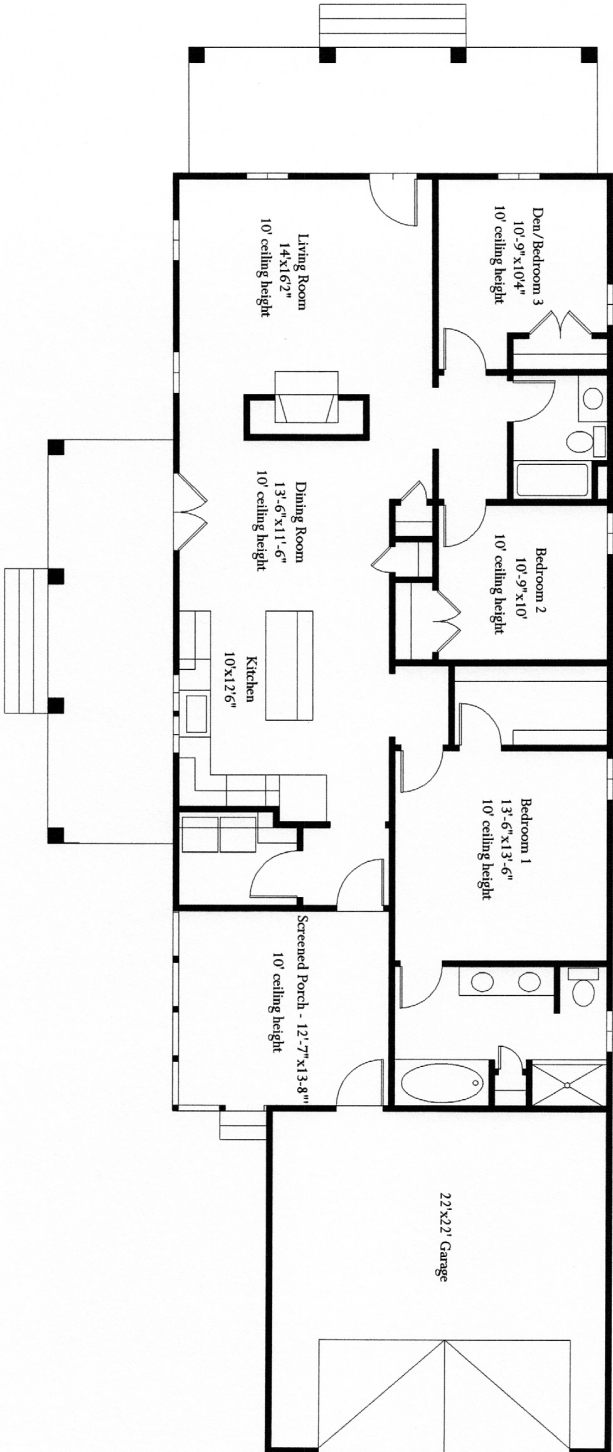 Den/Bedroom 3
10'-9"x10'4"
10' ceiling height
Living Room
14'x16'2"
10' ceiling height
Dining Room
13'-6"x11'-6"
10' ceiling height
Bedroom 2
10'-9"x10'
10' ceiling height
Kitchen
10'x12'6"
Bedroom 1
13'-6"x13'-6"
10' ceiling height
Screened Porch - 12'-7"x13-8"'
10' ceiling height
22'x22' Garage